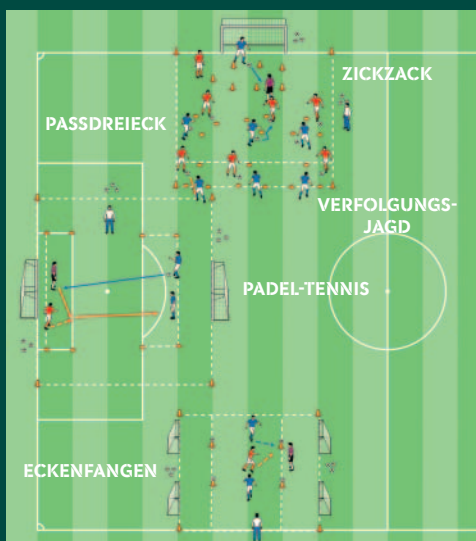 ZICKZACK
PASSDREIECK
VERFOLGUNGS-
JAGD
PADEL-TENNIS
ECKENFANGEN